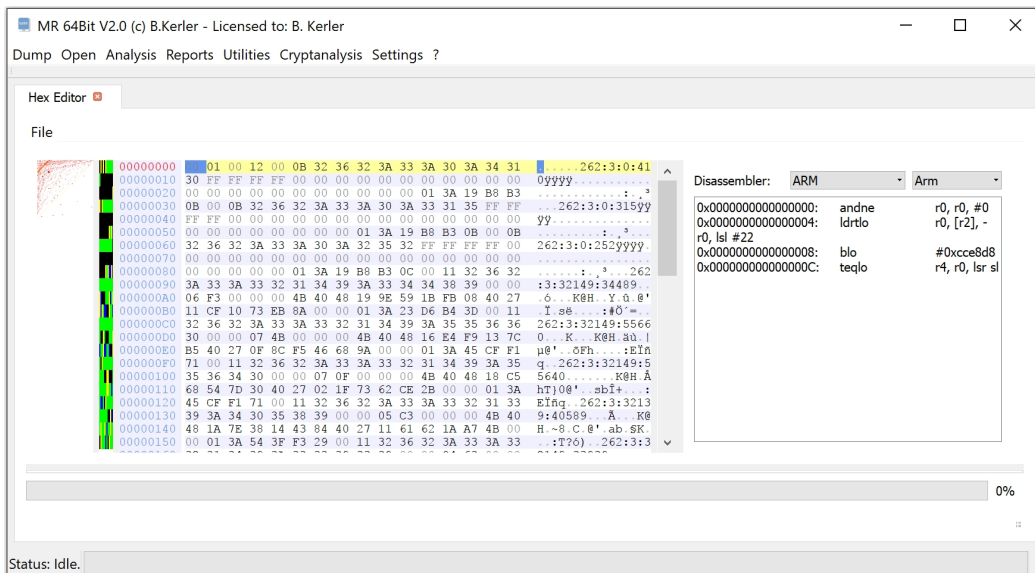 MR 64Bit V2.0 (c) B.Kerler - Licensed to: B. Kerler
Dump Open Analysis Reports Utilities Cryptanalysis Settings ?
Hex Editor
File
00000000 00 01 00 12 00 0B 32 36 32 3A 33 3A 30 3A 34 31 ......262:3:0:41
00000010 30 FF FF FF FF 00 00 00 00 00 00 00 00 00 00 00 0ÿÿÿÿ...........
00000020 00 00 00 00 00 00 00 00 00 00 00 01 3A 19 B8 B3 ............:.¸³
00000030 0B 00 0B 32 36 32 3A 33 3A 30 3A 33 31 35 FF FF ...262:3:0:315ÿÿ
00000040 FF FF 00 00 00 00 00 00 00 00 00 00 00 00 00 00 ÿÿ..............
00000050 00 00 00 00 00 00 00 00 01 3A 19 B8 B3 0B 00 0B .........:.¸³...
00000060 32 36 32 3A 33 3A 30 3A 32 35 32 FF FF FF FF 00 262:3:0:252ÿÿÿÿ.
00000070 00 00 00 00 00 00 00 00 00 00 00 00 00 00 00 00 ................
00000080 00 00 00 00 00 01 3A 19 B8 B3 0C 00 11 32 36 32 ......:.¸³...262
00000090 3A 33 3A 33 32 31 34 39 3A 33 34 34 38 39 00 00 :3:32149:34489..
000000A0 06 F3 00 00 00 4B 40 48 19 9E 59 1B FB 08 40 27 .ó...K@H..Y.û.@'
000000B0 11 CF 10 73 EB 8A 00 00 01 3A 23 D6 B4 3D 00 11 .Ï.së....:#Ö´=..
000000C0 32 36 32 3A 33 3A 33 32 31 34 39 3A 35 35 36 36 262:3:32149:5566
000000D0 30 00 00 07 4B 00 00 00 4B 40 48 16 E4 F9 13 7C 0...K...K@H.äù.|
000000E0 B5 40 27 0F 8C F5 46 68 9A 00 00 01 3A 45 CF F1 µ@'..õFh....:EÏñ
000000F0 71 00 11 32 36 32 3A 33 3A 33 32 31 34 39 3A 35 q..262:3:32149:5
00000100 35 36 34 30 00 00 07 0F 00 00 00 4B 40 48 18 C5 5640.......K@H.Å
00000110 68 54 7D 30 40 27 02 1F 73 62 CE 2B 00 00 01 3A hT}0@'..sbÎ+...:
00000120 45 CF F1 71 00 11 32 36 32 3A 33 3A 33 32 31 33 EÏñq..262:3:3213
00000130 39 3A 34 30 35 38 39 00 00 05 C3 00 00 00 4B 40 9:40589...Ã...K@
00000140 48 1A 7E 38 14 43 84 40 27 11 61 62 1A A7 4B 00 H.~8.C.@'.ab.§K.
00000150 00 01 3A 54 3F F3 29 00 11 32 36 32 3A 33 3A 33 ..:T?ó)..262:3:3
Disassembler: ARM Arm
0x0000000000000000: andne r0, r0, #0
0x0000000000000004: ldrtlo r0, [r2], -
r0, lsl #22
0x0000000000000008: blo #0xcce8d8
0x000000000000000C: teqlo r4, r0, lsr sl
0%
Status: Idle.